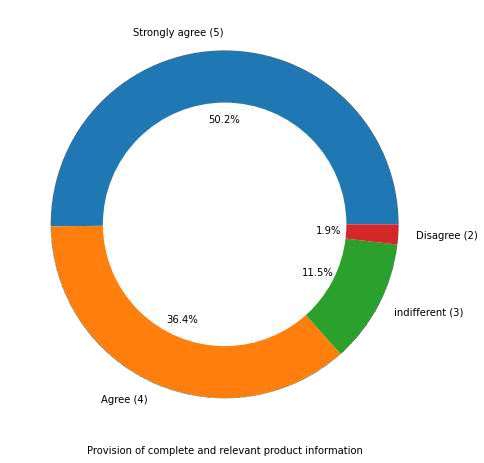 Strongly agree (5)
50.2%
1.9%
Disagree (2)
11.5%
indifferent (3)
36.4%
Agree (4)
Provision of complete and relevant product information